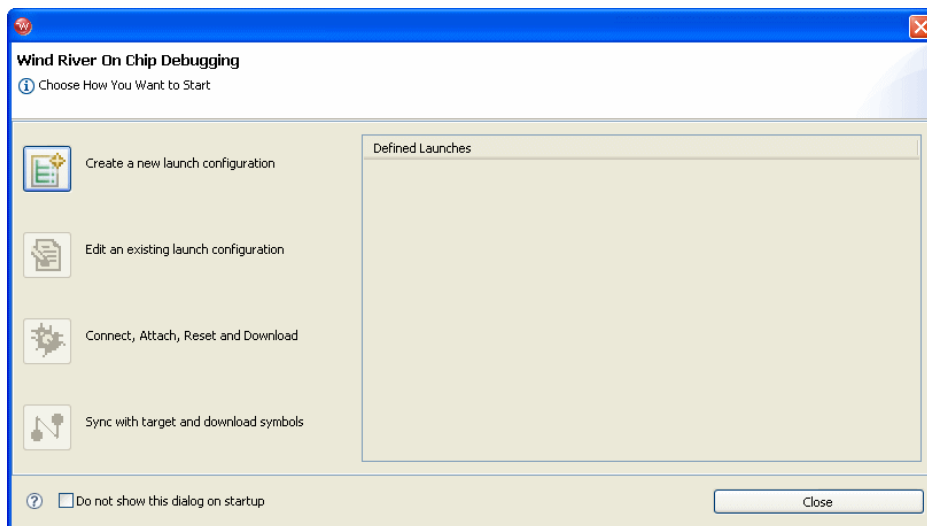 Wind River On Chip Debugging
Choose How You Want to Start
Create a new launch configuration
Defined Launches
Edit an existing launch configuration
Connect, Attach, Reset and Download
Sync with target and download symbols
Do not show this dialog on startup
Close